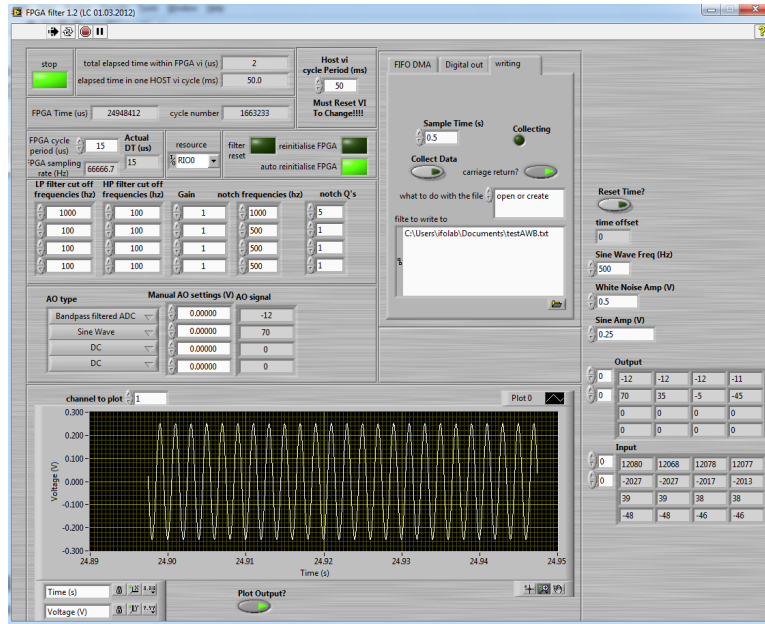 FPGA filter 1.2 (LC 01.03.2012)
stop
total elapsed time within FPGA vi (us) 2
elapsed time in one HOST vi cycle (ms) 50.0
Host vi
cycle Period (ms)
50
Must Reset VI
To Change!!!!
FPGA Time (us) 24948412 cycle number 1663233
FPGA cycle
period (us) 15
Actual
DT (us)
15
FPGA sampling
rate (Hz) 66666.7
resource
RIO0
filter
reset
reinitialise FPGA
auto reinitialise FPGA
LP filter cut off
frequencies (hz)
HP filter cut off
frequencies (hz)
Gain
notch frequencies (hz)
notch Q's
1000 100 1 1000 5
100 100 1 500 1
100 100 1 500 1
100 100 1 500 1
AO type Manual AO settings (V) AO signal
Bandpass filtered ADC 0.00000 -12
Sine Wave 0.00000 70
DC 0.00000 0
DC 0.00000 0
FIFO DMA Digital out writing
Sample Time (s)
0.5
Collecting
Collect Data
carriage return?
what to do with the file open or create
filte to write to
C:\Users\ifolab\Documents\testAWB.txt
Reset Time?
time offset
0
Sine Wave Freq (Hz)
500
White Noise Amp (V)
0.5
Sine Amp (V)
0.25
Output
0 -12 -12 -12 -11
0 70 35 -5 -45
0 0 0 0
0 0 0 0
Input
0 12080 12068 12078 12077
0 -2027 -2027 -2017 -2013
39 39 38 38
-48 -48 -46 -46
channel to plot 1
Plot 0
0.300
0.200
0.100
0.000
-0.100
-0.200
-0.300
Voltage (V)
24.89 24.90 24.91 24.92 24.93 24.94 24.95
Time (s)
Time (s)
Voltage (V)
Plot Output?